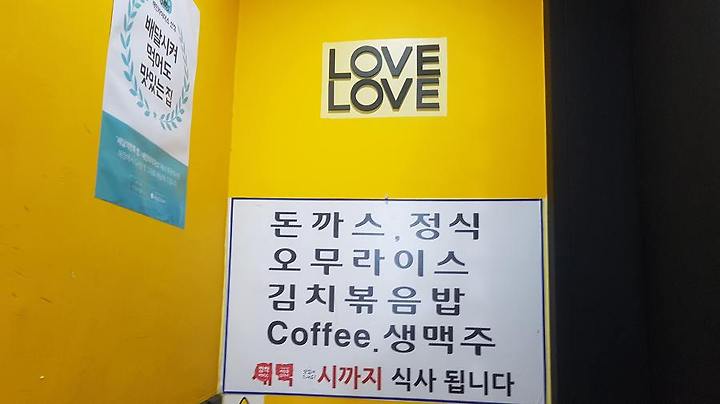 배달시켜
먹어도
맛있는 집
LOVE
LOVE
돈까스,정식
오무라이스
김치볶음밥
Coffee.생맥주
시까지 식사 됩니다